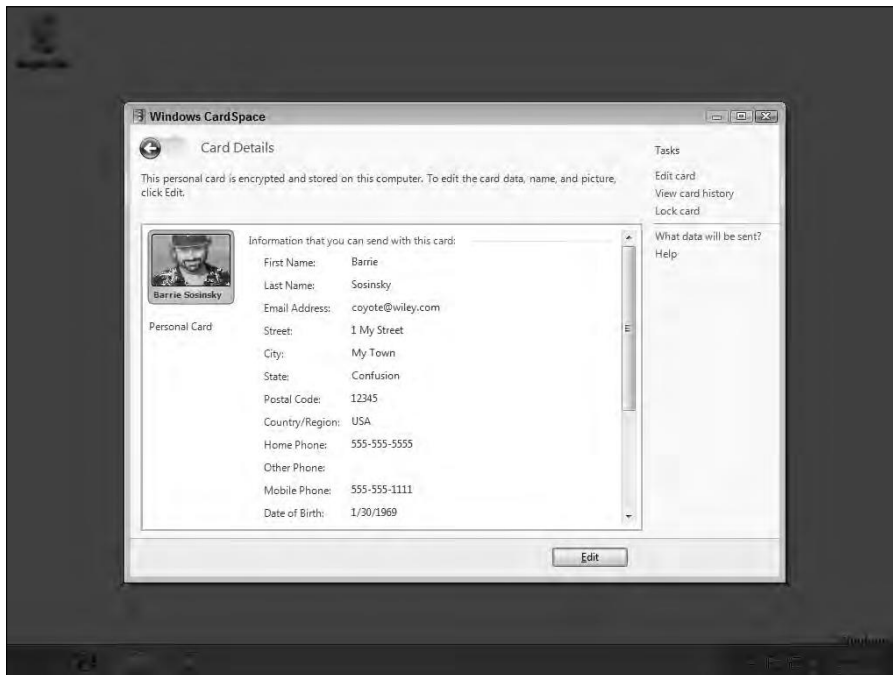 Windows CardSpace
Card Details
This personal card is encrypted and stored on this computer. To edit the card data, name, and picture,
click Edit.
Barrie Sosinsky
Personal Card
Information that you can send with this card:
First Name: Barrie
Last Name: Sosinsky
Email Address: coyote@wiley.com
Street: 1 My Street
City: My Town
State: Confusion
Postal Code: 12345
Country/Region: USA
Home Phone: 555-555-5555
Other Phone:
Mobile Phone: 555-555-1111
Date of Birth: 1/30/1969
Tasks
Edit card
View card history
Lock card
What data will be sent?
Help
Edit